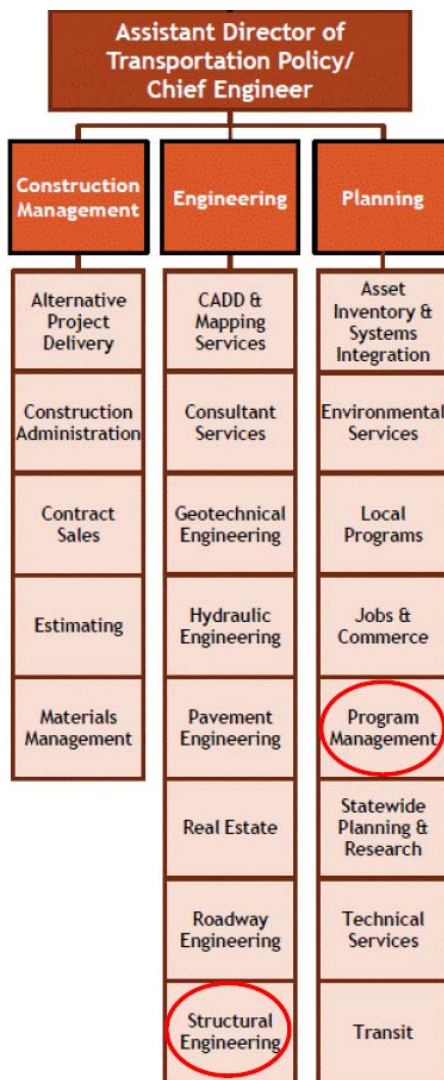 Assistant Director of
Transportation Policy/
Chief Engineer
Construction
Management
Engineering
Planning
Alternative
Project
Delivery
Construction
Administration
Contract
Sales
Estimating
Materials
Management
CADD &
Mapping
Services
Consultant
Services
Geotechnical
Engineering
Hydraulic
Engineering
Pavement
Engineering
Real Estate
Roadway
Engineering
Structural
Engineering
Asset
Inventory &
Systems
Integration
Environmental
Services
Local
Programs
Jobs &
Commerce
Program
Management
Statewide
Planning &
Research
Technical
Services
Transit